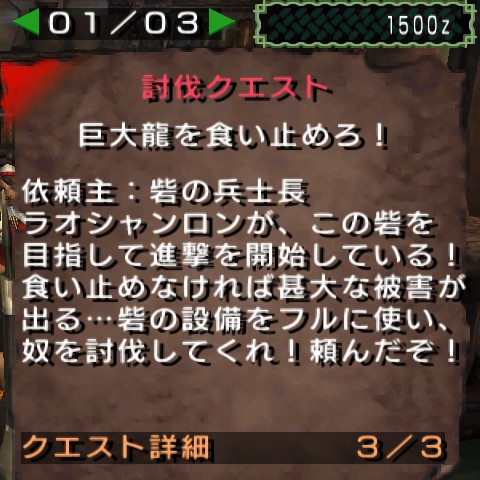 01/03
1500z
討伐クエスト
巨大龍を食い止めろ！
依頼主：砦の兵士長
ラオシャンロンが、この砦を
目指して進撃を開始している！
食い止めなければ甚大な被害が
出る…砦の設備をフルに使い、
奴を討伐してくれ！頼んだぞ！
クエスト詳細 3／3